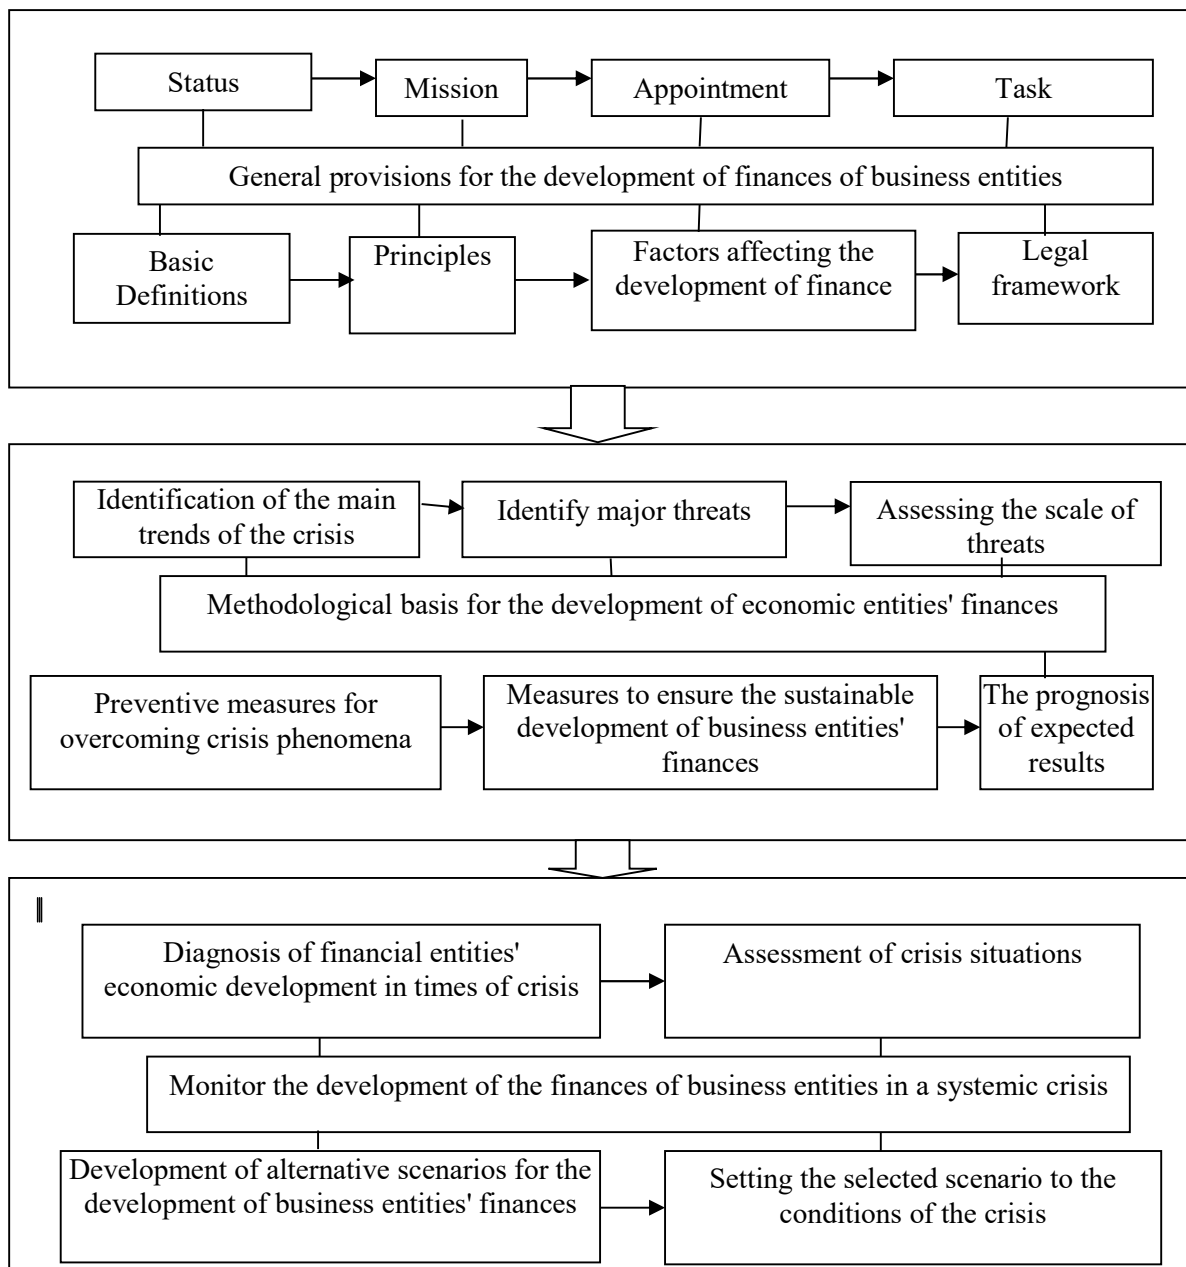 Status
Mission
Appointment
Task
General provisions for the development of finances of business entities
Basic
Definitions
Principles
Factors affecting the
development of finance
Legal
framework
Identification of the main
trends of the crisis
Identify major threats
Assessing the scale of
threats
Methodological basis for the development of economic entities' finances
Preventive measures for
overcoming crisis phenomena
Measures to ensure the sustainable
development of business entities'
finances
The prognosis
of expected
results
Diagnosis of financial entities'
economic development in times of crisis
Assessment of crisis situations
Monitor the development of the finances of business entities in a systemic crisis
Development of alternative scenarios for the
development of business entities' finances
Setting the selected scenario to the
conditions of the crisis